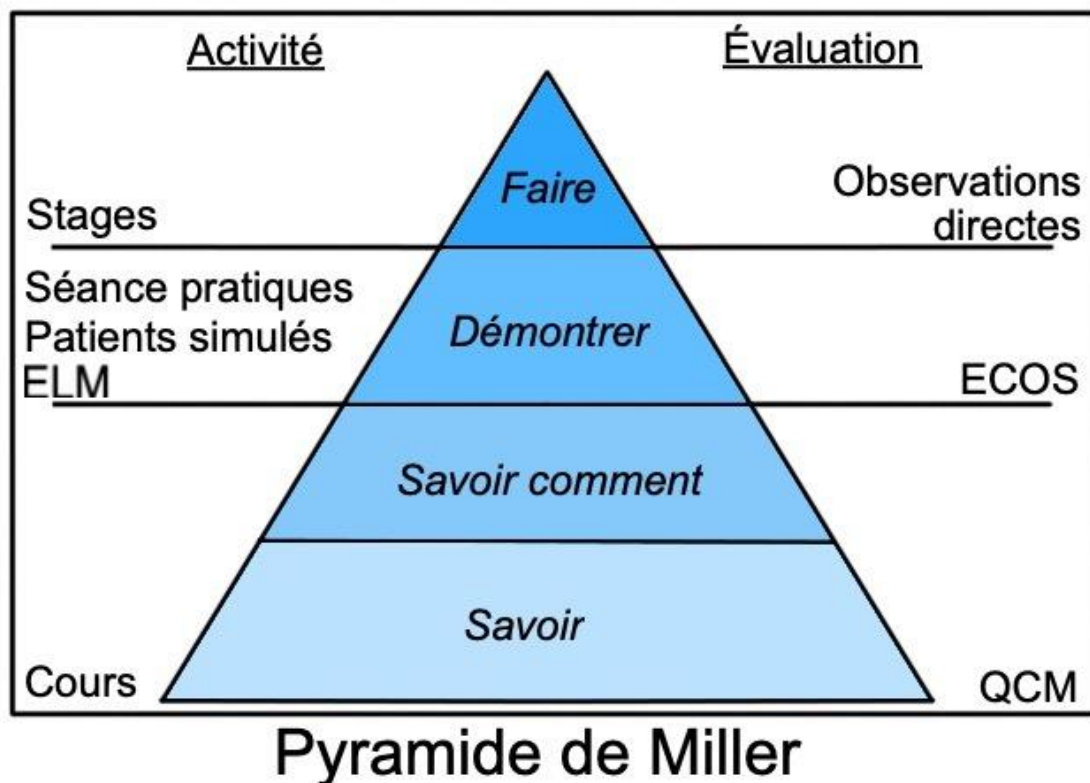 Activité
Évaluation
Faire
Stages
Observations
directes
Séance pratiques
Patients simulés
ELM
Démontrer
ECOS
Savoir comment
Savoir
Cours
QCM
Pyramide de Miller